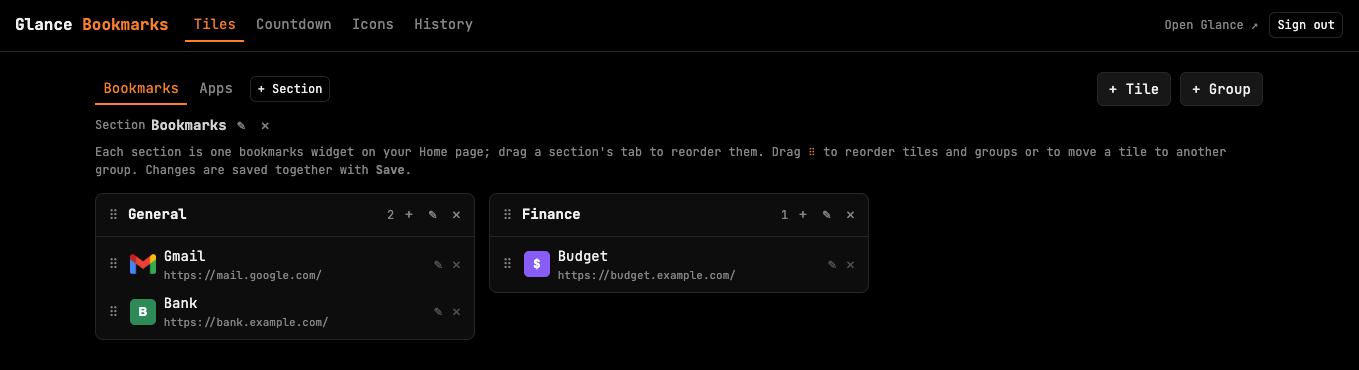 Glance Bookmarks Tiles Countdown Icons History Open Glance ↗ Sign out
Bookmarks Apps + Section + Tile + Group
Section Bookmarks ✎ ×
Each section is one bookmarks widget on your Home page; drag a section's tab to reorder them. Drag ⠿ to reorder tiles and groups or to move a tile to another
group. Changes are saved together with Save.
⠿ General 2 + ✎ ×
⠿ Gmail ✎ ×
https://mail.google.com/
⠿ B Bank ✎ ×
https://bank.example.com/
⠿ Finance 1 + ✎ ×
⠿ $ Budget ✎ ×
https://budget.example.com/